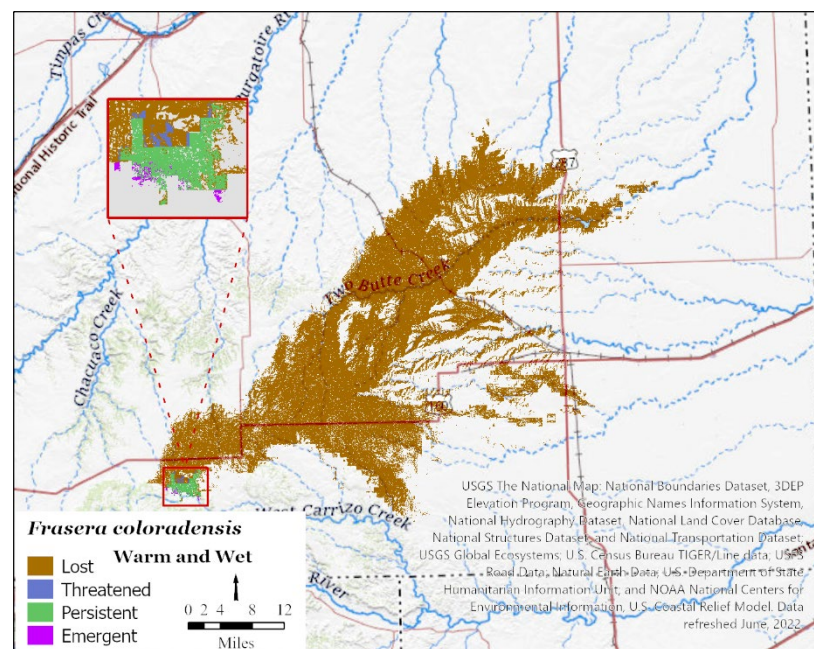 Timpas Creek
Purgatoire R
National Historic Trail
287
Two Butte Creek
Chacuaco Creek
160
West Carrizo Creek
River
Santa
USGS The National Map: National Boundaries Dataset, 3DEP
Elevation Program, Geographic Names Information System,
National Hydrography Dataset, National Land Cover Database,
National Structures Dataset, and National Transportation Dataset;
USGS Global Ecosystems; U.S. Census Bureau TIGER/Line data; USFS
Road Data; Natural Earth Data; U.S. Department of State
Humanitarian Information Unit; and NOAA National Centers for
Environmental Information, U.S. Coastal Relief Model. Data
refreshed June, 2022.
Frasera coloradensis
Warm and Wet
Lost
Threatened
Persistent
Emergent
0 2 4 8 12
Miles